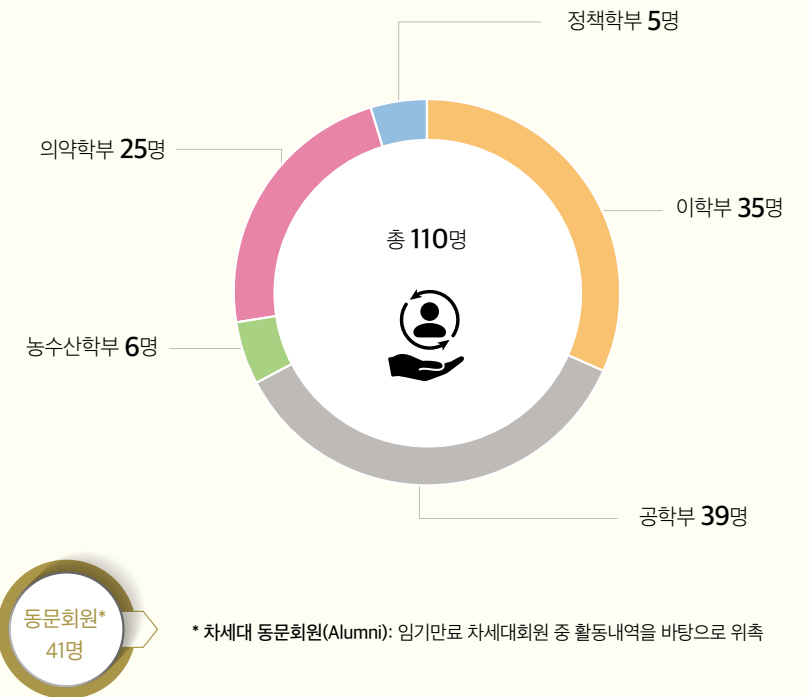 정책학부 5명
의약학부 25명
이학부 35명
총 110명
농수산학부 6명
공학부 39명
동문회원*
41명
* 차세대 동문회원(Alumni): 임기만료 차세대회원 중 활동내역을 바탕으로 위촉